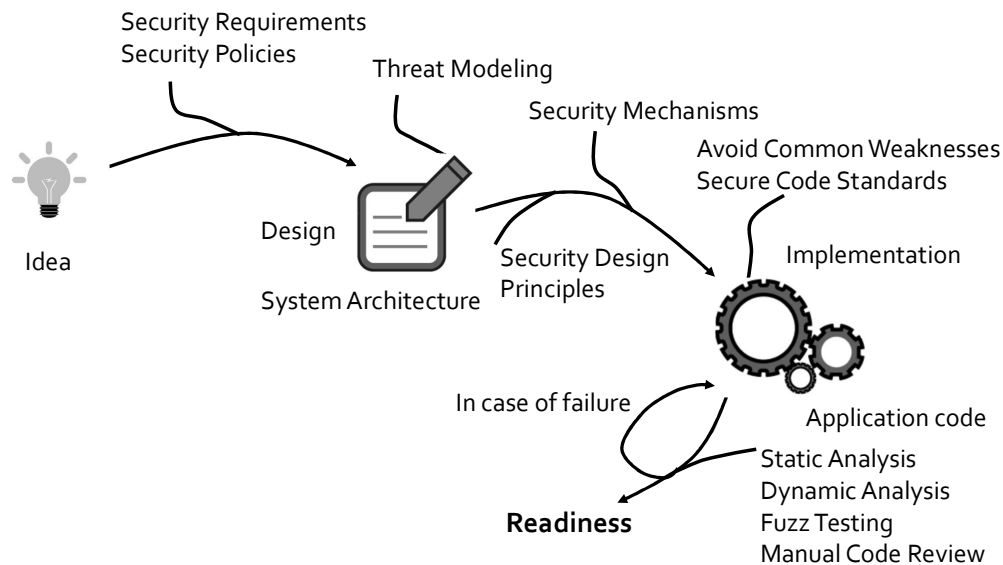 Security Requirements
Security Policies
Threat Modeling
Security Mechanisms
Avoid Common Weaknesses
Secure Code Standards
Idea
Design
System Architecture
Security Design
Principles
Implementation
In case of failure
Application code
Static Analysis
Dynamic Analysis
Fuzz Testing
Manual Code Review
Readiness